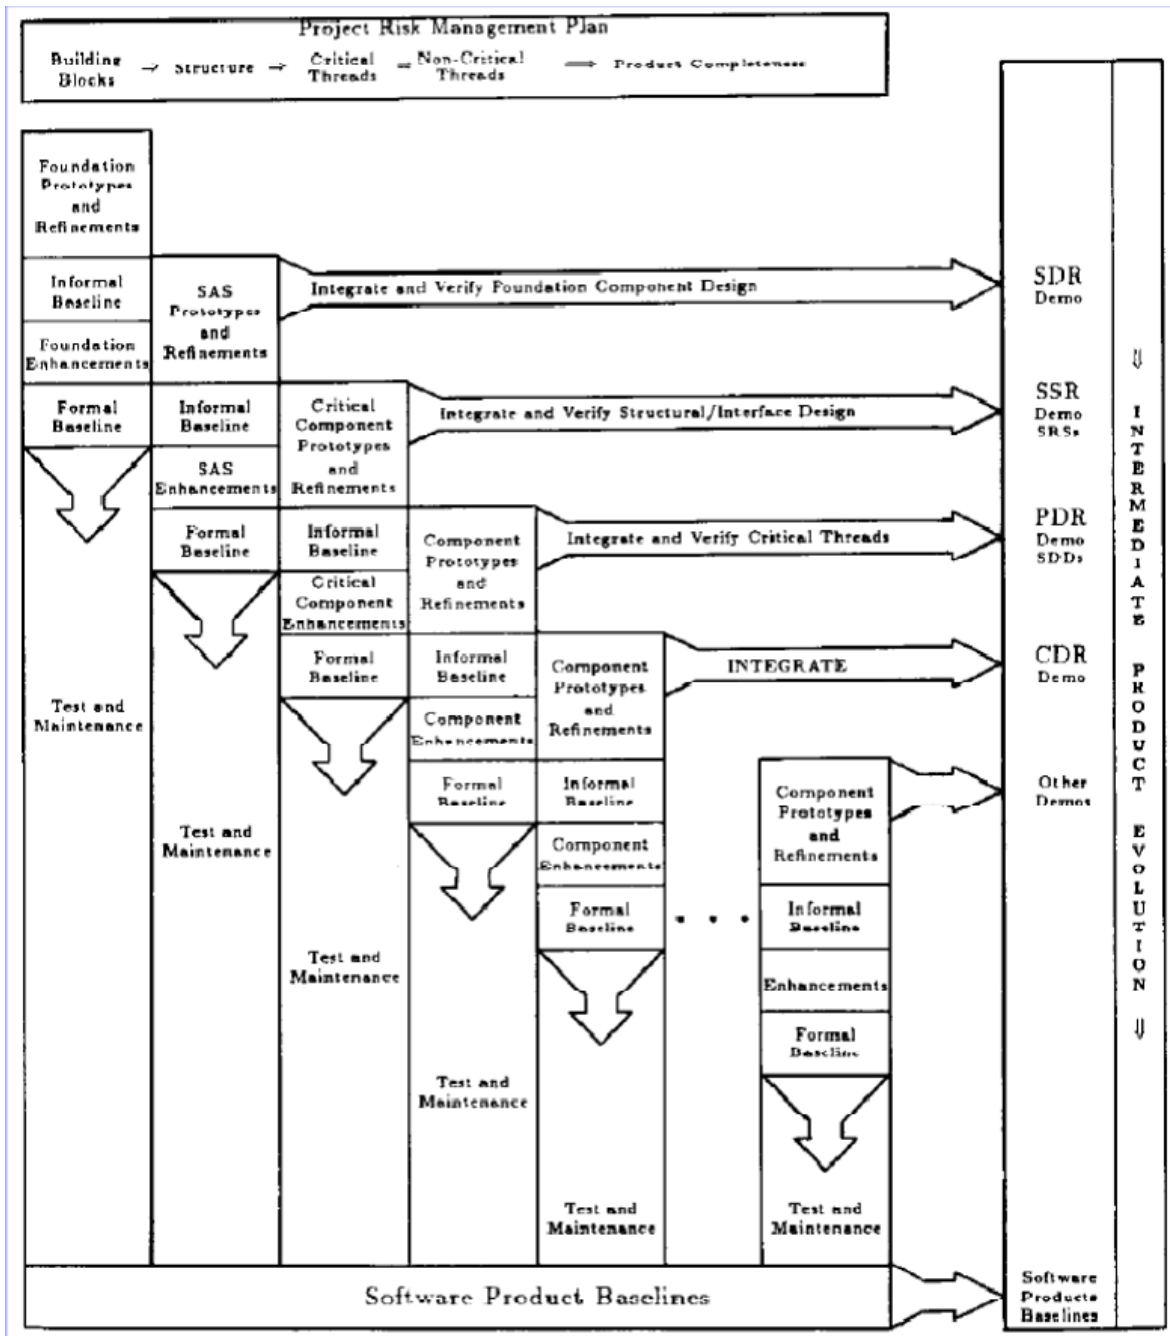 Project Risk Management Plan
Building Blocks ⇒ Structure ⇒ Critical Threads ⇒ Non-Critical Threads ⇒ Product Completeness
Foundation
Prototypes
and
Refinements
Informal
Baseline
Foundation
Enhancements
Formal
Baseline
Test and
Maintenance
SAS
Prototypes
and
Refinements
Informal
Baseline
SAS
Enhancements
Formal
Baseline
Test and
Maintenance
Critical
Component
Prototypes
and
Refinements
Informal
Baseline
Critical
Component
Enhancements
Formal
Baseline
Test and
Maintenance
Component
Prototypes
and
Refinements
Informal
Baseline
Component
Enhancements
Formal
Baseline
Test and
Maintenance
Component
Prototypes
and
Refinements
Informal
Baseline
Component
Enhancements
Formal
Baseline
Test and
Maintenance
. . .
Component
Prototypes
and
Refinements
Informal
Baseline
Enhancements
Formal
Baseline
Test and
Maintenance
Integrate and Verify Foundation Component Design
Integrate and Verify Structural/Interface Design
Integrate and Verify Critical Threads
INTEGRATE
SDR
Demo
SSR
Demo
SRSs
PDR
Demo
SDDs
CDR
Demo
Other
Demos
Software
Products
Baselines
⇓ INTERMEDIATE PRODUCT EVOLUTION ⇓
Software Product Baselines